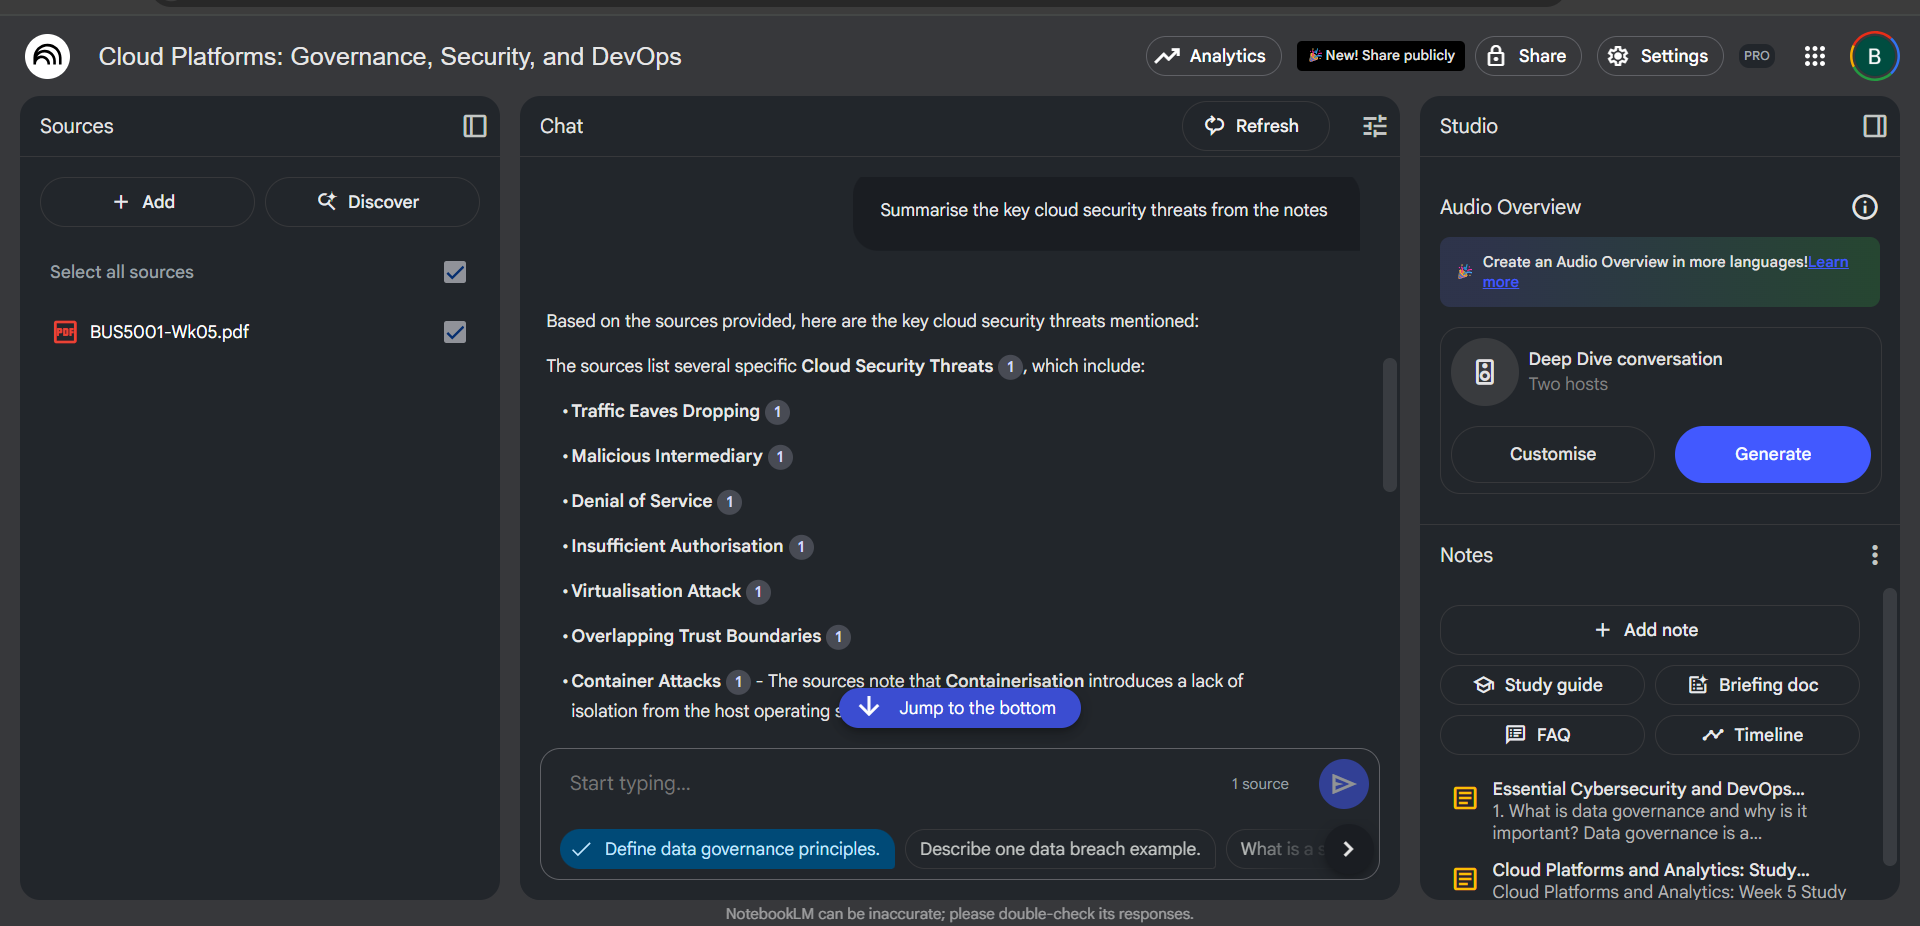 Cloud Platforms: Governance, Security, and DevOps
Analytics
New! Share publicly
Share
Settings
PRO
B
Sources
Add
Discover
Select all sources
PDF
BUS5001-Wk05.pdf
Chat
Refresh
Summarise the key cloud security threats from the notes
Based on the sources provided, here are the key cloud security threats mentioned:
The sources list several specific Cloud Security Threats 1, which include:
• Traffic Eaves Dropping 1
• Malicious Intermediary 1
• Denial of Service 1
• Insufficient Authorisation 1
• Virtualisation Attack 1
• Overlapping Trust Boundaries 1
• Container Attacks 1 - The sources note that Containerisation introduces a lack of
isolation from the host operating
Jump to the bottom
Start typing...
1 source
Define data governance principles.
Describe one data breach example.
What is a
NotebookLM can be inaccurate; please double-check its responses.
Studio
Audio Overview
Create an Audio Overview in more languages!Learn
more
Deep Dive conversation
Two hosts
Customise
Generate
Notes
Add note
Study guide
Briefing doc
FAQ
Timeline
Essential Cybersecurity and DevOps...
1. What is data governance and why is it
important? Data governance is a...
Cloud Platforms and Analytics: Study...
Cloud Platforms and Analytics: Week 5 Study